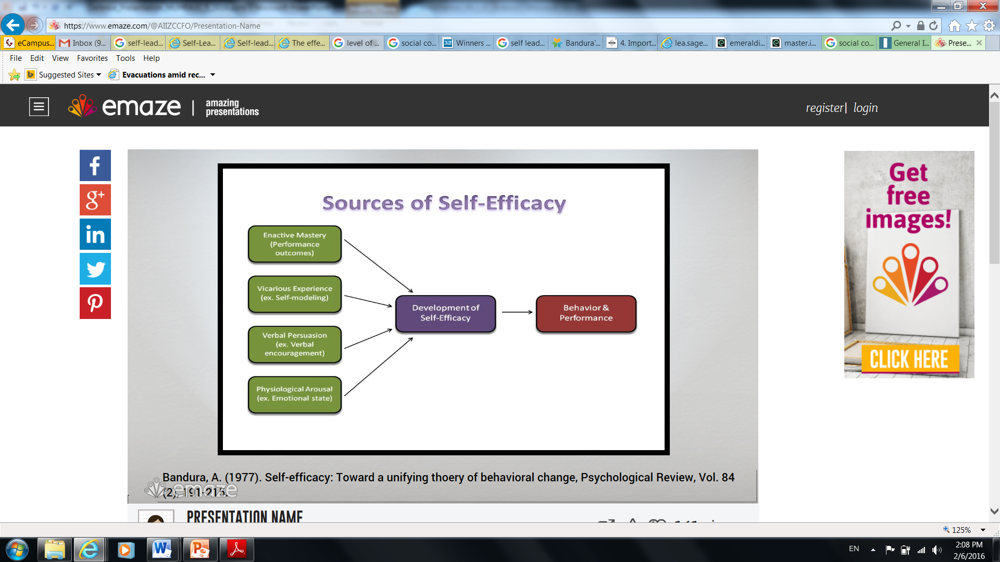 https://www.emaze.com/@AIIZCCFO/Presentation-Name
eCampus...
Inbox (9...
self-lead...
Self-Lea...
Self-lead...
The effe...
level of ...
social co...
Winners ...
self lead...
Bandura'...
4. Import...
lea.sage...
emeraldi...
master.i...
social co...
General I...
Prese...
File Edit View Favorites Tools Help
Suggested Sites
Evacuations amid rec...
emaze | amazing
presentations
register| login
Get
free
images!
CLICK HERE
Sources of Self-Efficacy
Enactive Mastery
(Performance
outcomes)
Vicarious Experience
(ex. Self-modeling)
Verbal Persuasion
(ex. Verbal
encouragement)
Physiological Arousal
(ex. Emotional state)
Development of
Self-Efficacy
Behavior &
Performance
Bandura, A. (1977). Self-efficacy: Toward a unifying thoery of behavioral change, Psychological Review, Vol. 84
(2), 191-215.
emaze
PRESENTATION NAME
125%
EN
2:08 PM
2/6/2016